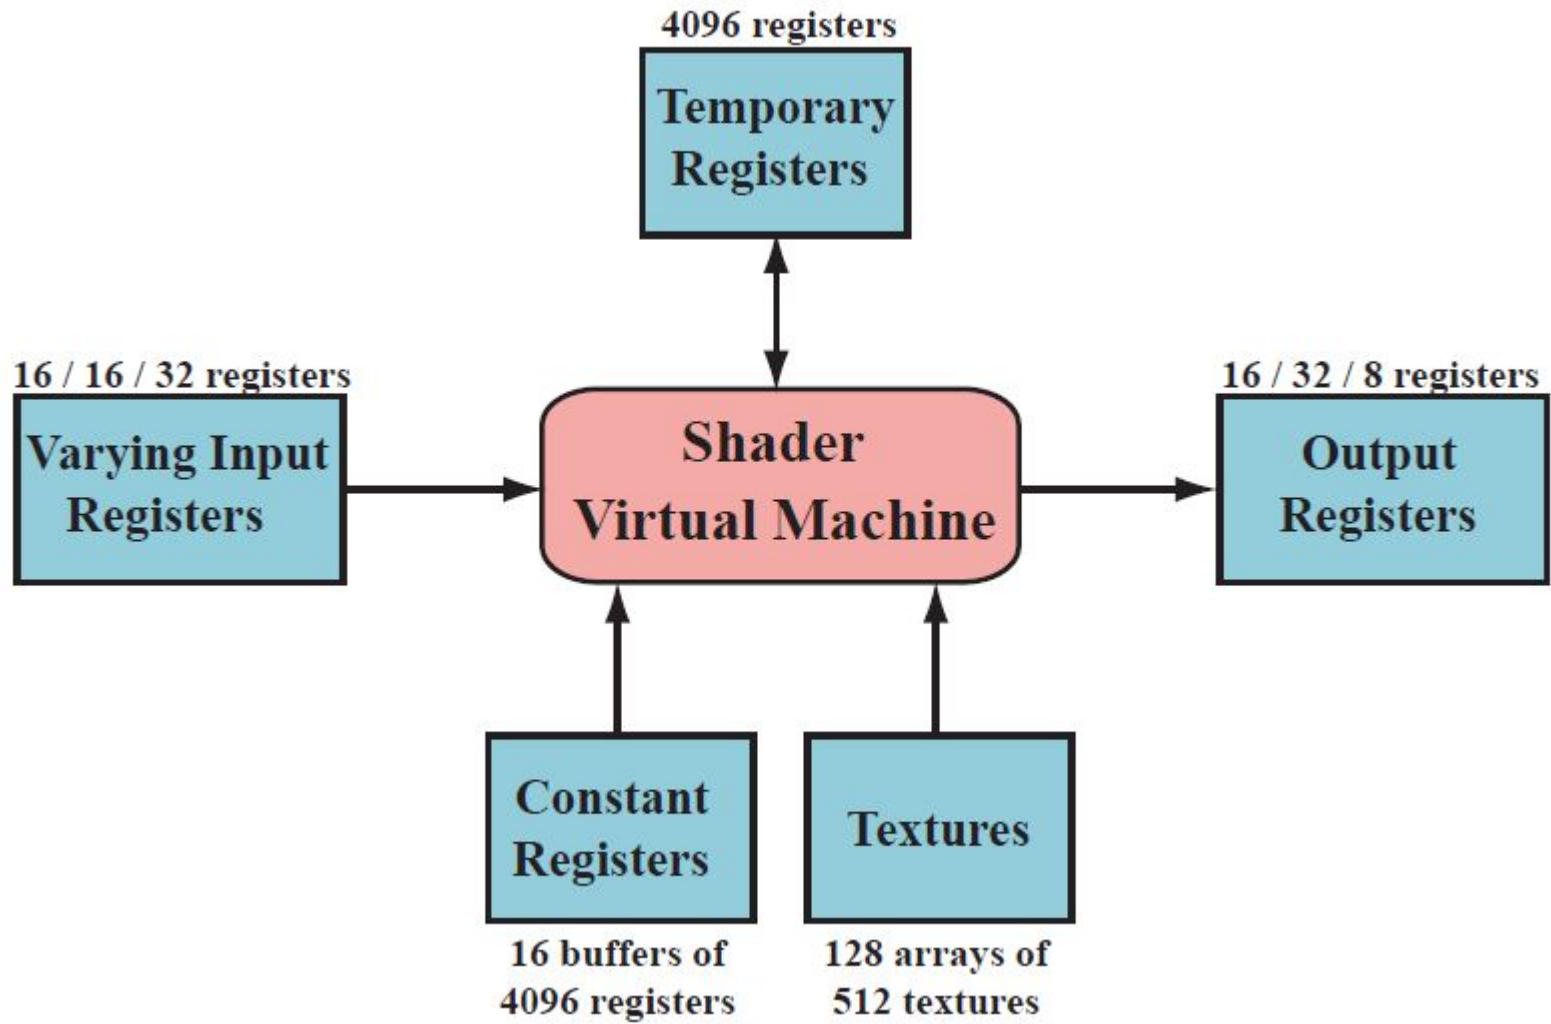 4096 registers
Temporary
Registers
16 / 16 / 32 registers
Varying Input
Registers
Shader
Virtual Machine
16 / 32 / 8 registers
Output
Registers
Constant
Registers
16 buffers of
4096 registers
Textures
128 arrays of
512 textures